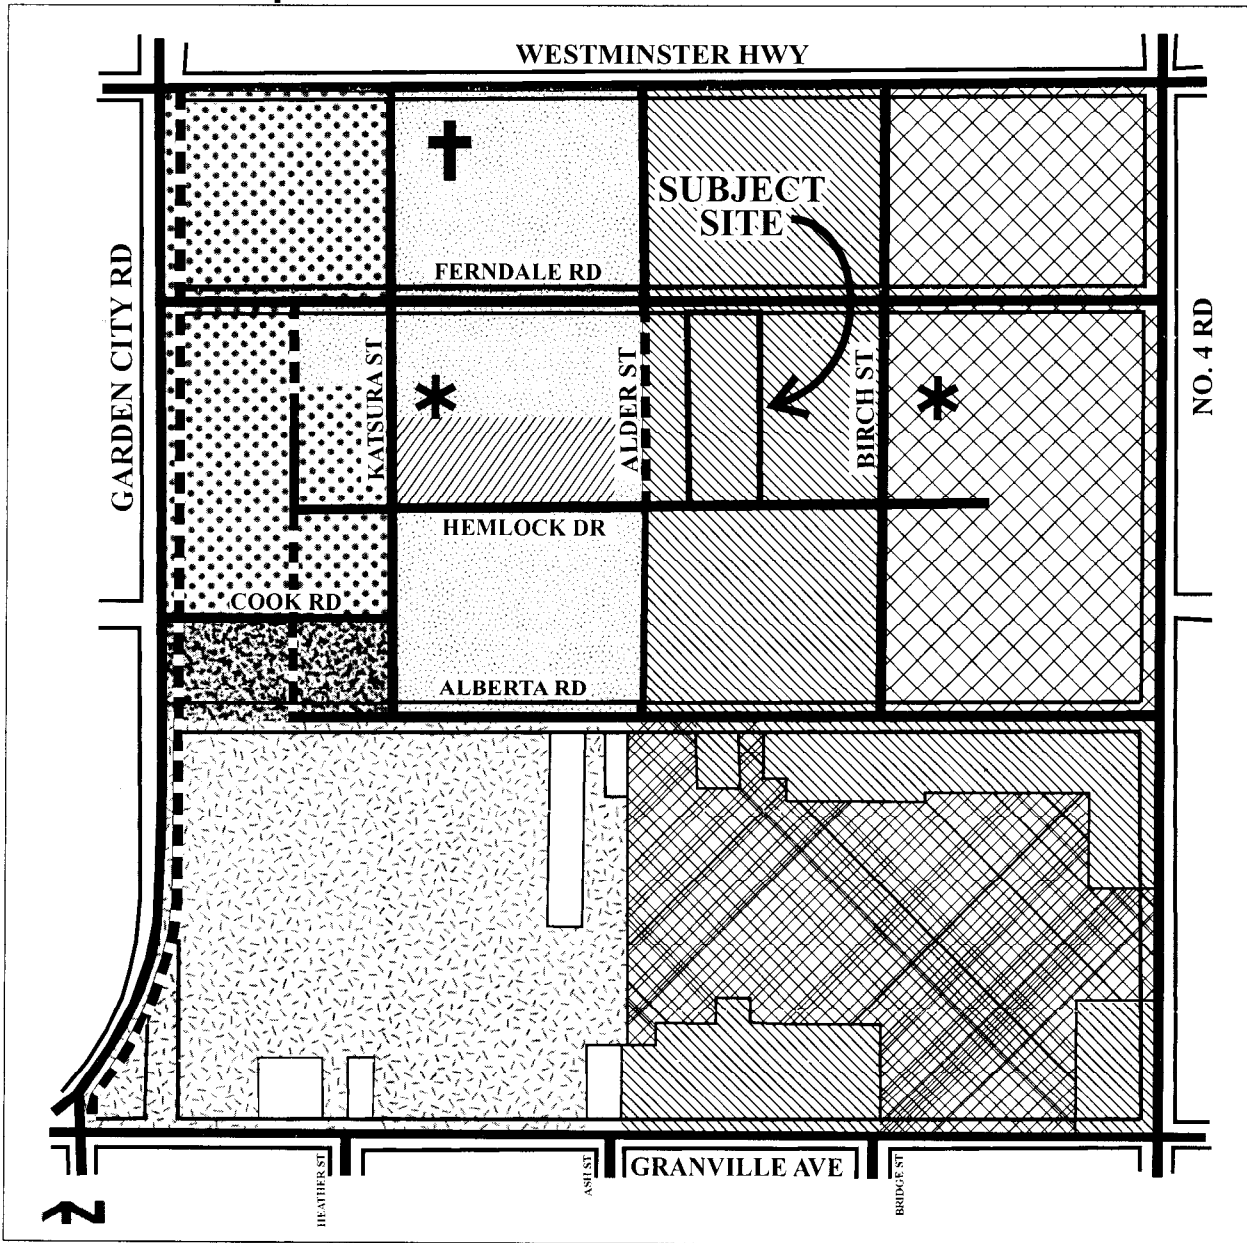 WESTMINSTER HWY
SUBJECT
SITE
GARDEN CITY RD
FERNDALE RD
NO. 4 RD
KATSURA ST
ALDER ST
BIRCH ST
HEMLOCK DR
COOK RD
ALBERTA RD
GRANVILLE AVE
HEATHER ST
ASH ST
BRIDGE ST
N